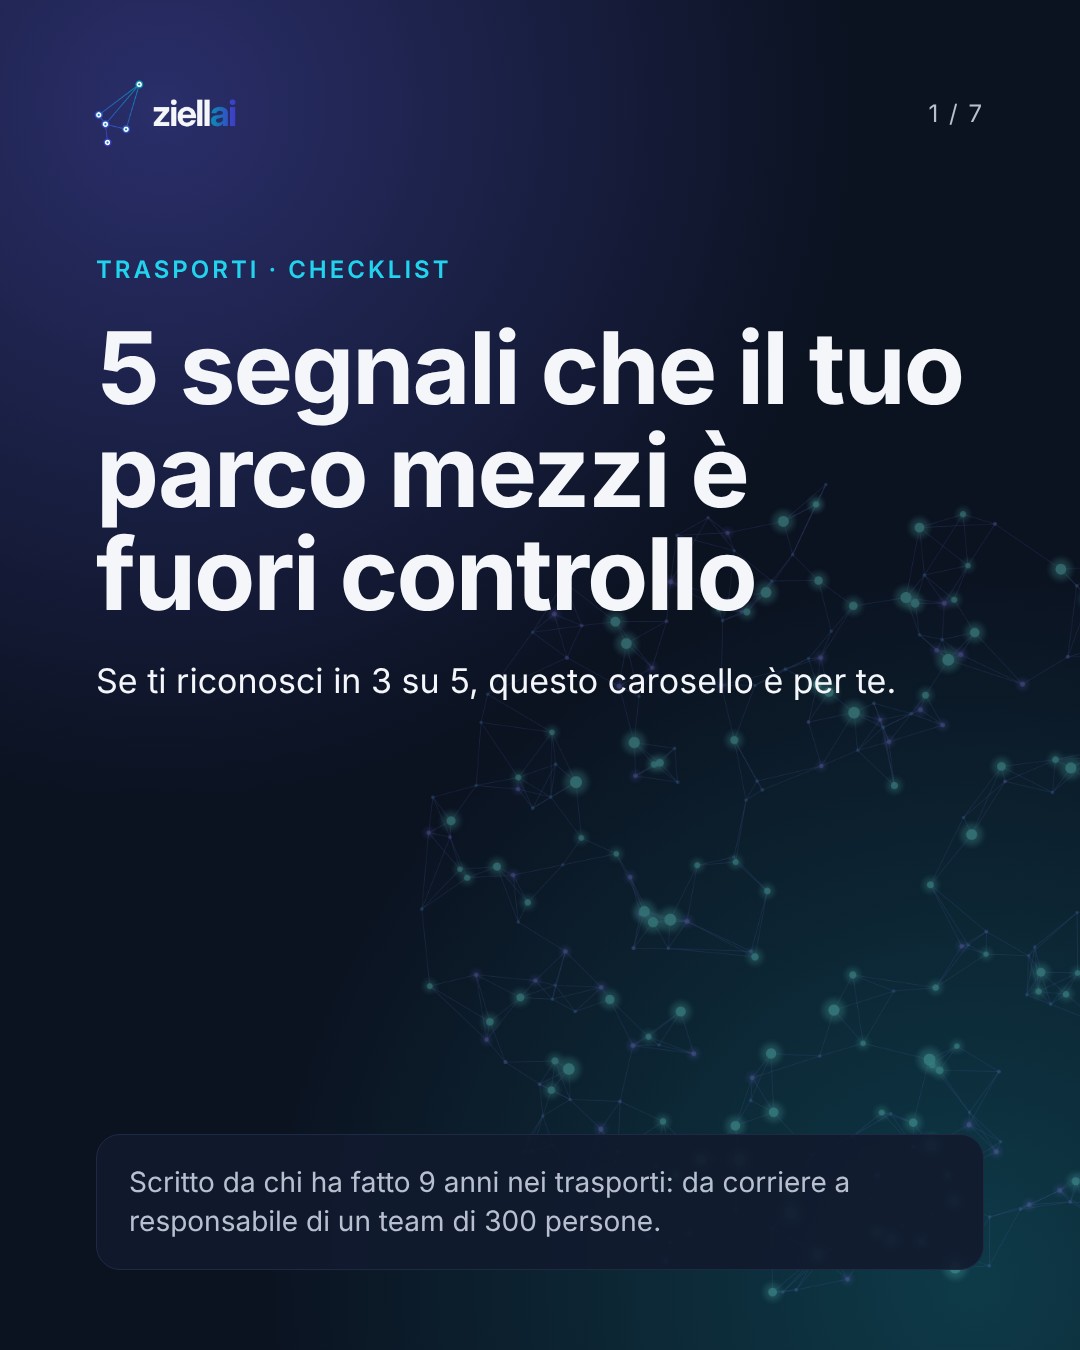 ziellai
1 / 7
TRASPORTI · CHECKLIST
5 segnali che il tuo
parco mezzi è
fuori controllo
Se ti riconosci in 3 su 5, questo carosello è per te.
Scritto da chi ha fatto 9 anni nei trasporti: da corriere a
responsabile di un team di 300 persone.